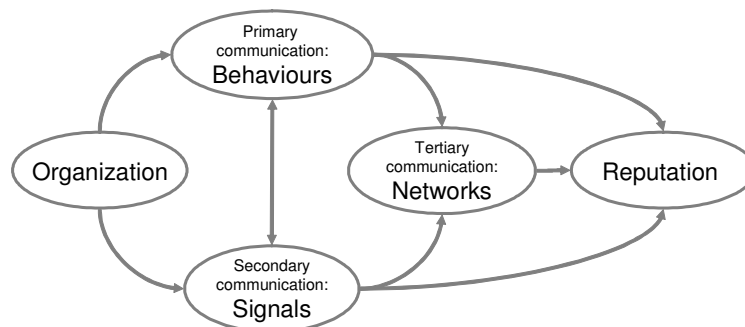 Primary
communication:
Behaviours
Organization
Tertiary
communication:
Networks
Reputation
Secondary
communication:
Signals